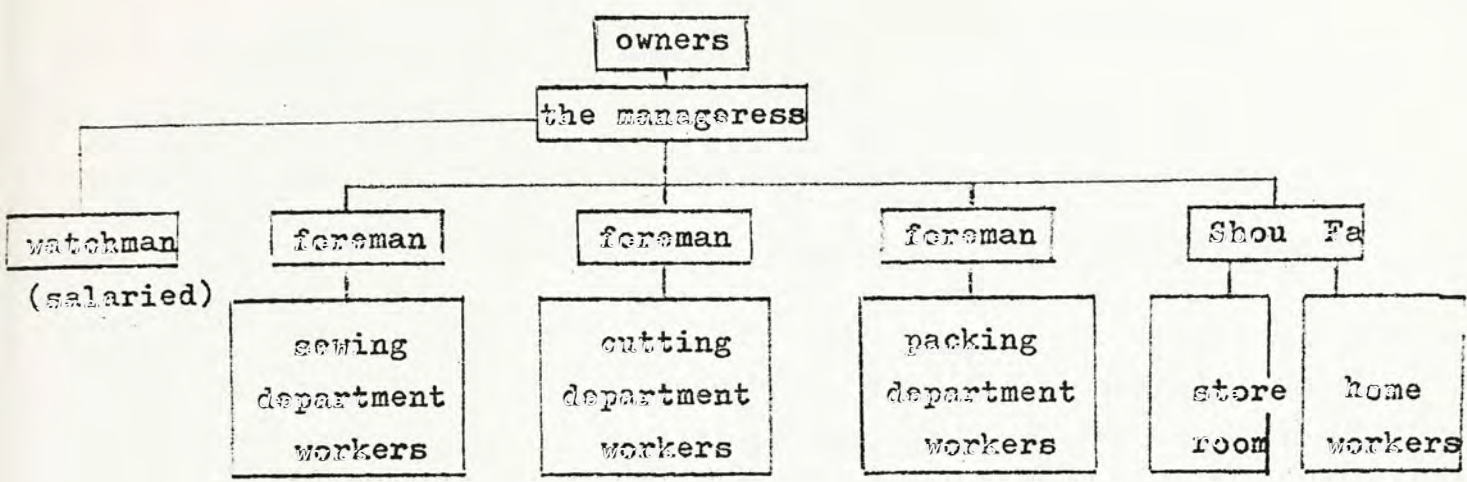 owners
the manageress
watchman
(salaried)
foreman
foreman
foreman
Shou Fa
sewing
department
workers
cutting
department
workers
packing
department
workers
store
room
home
workers